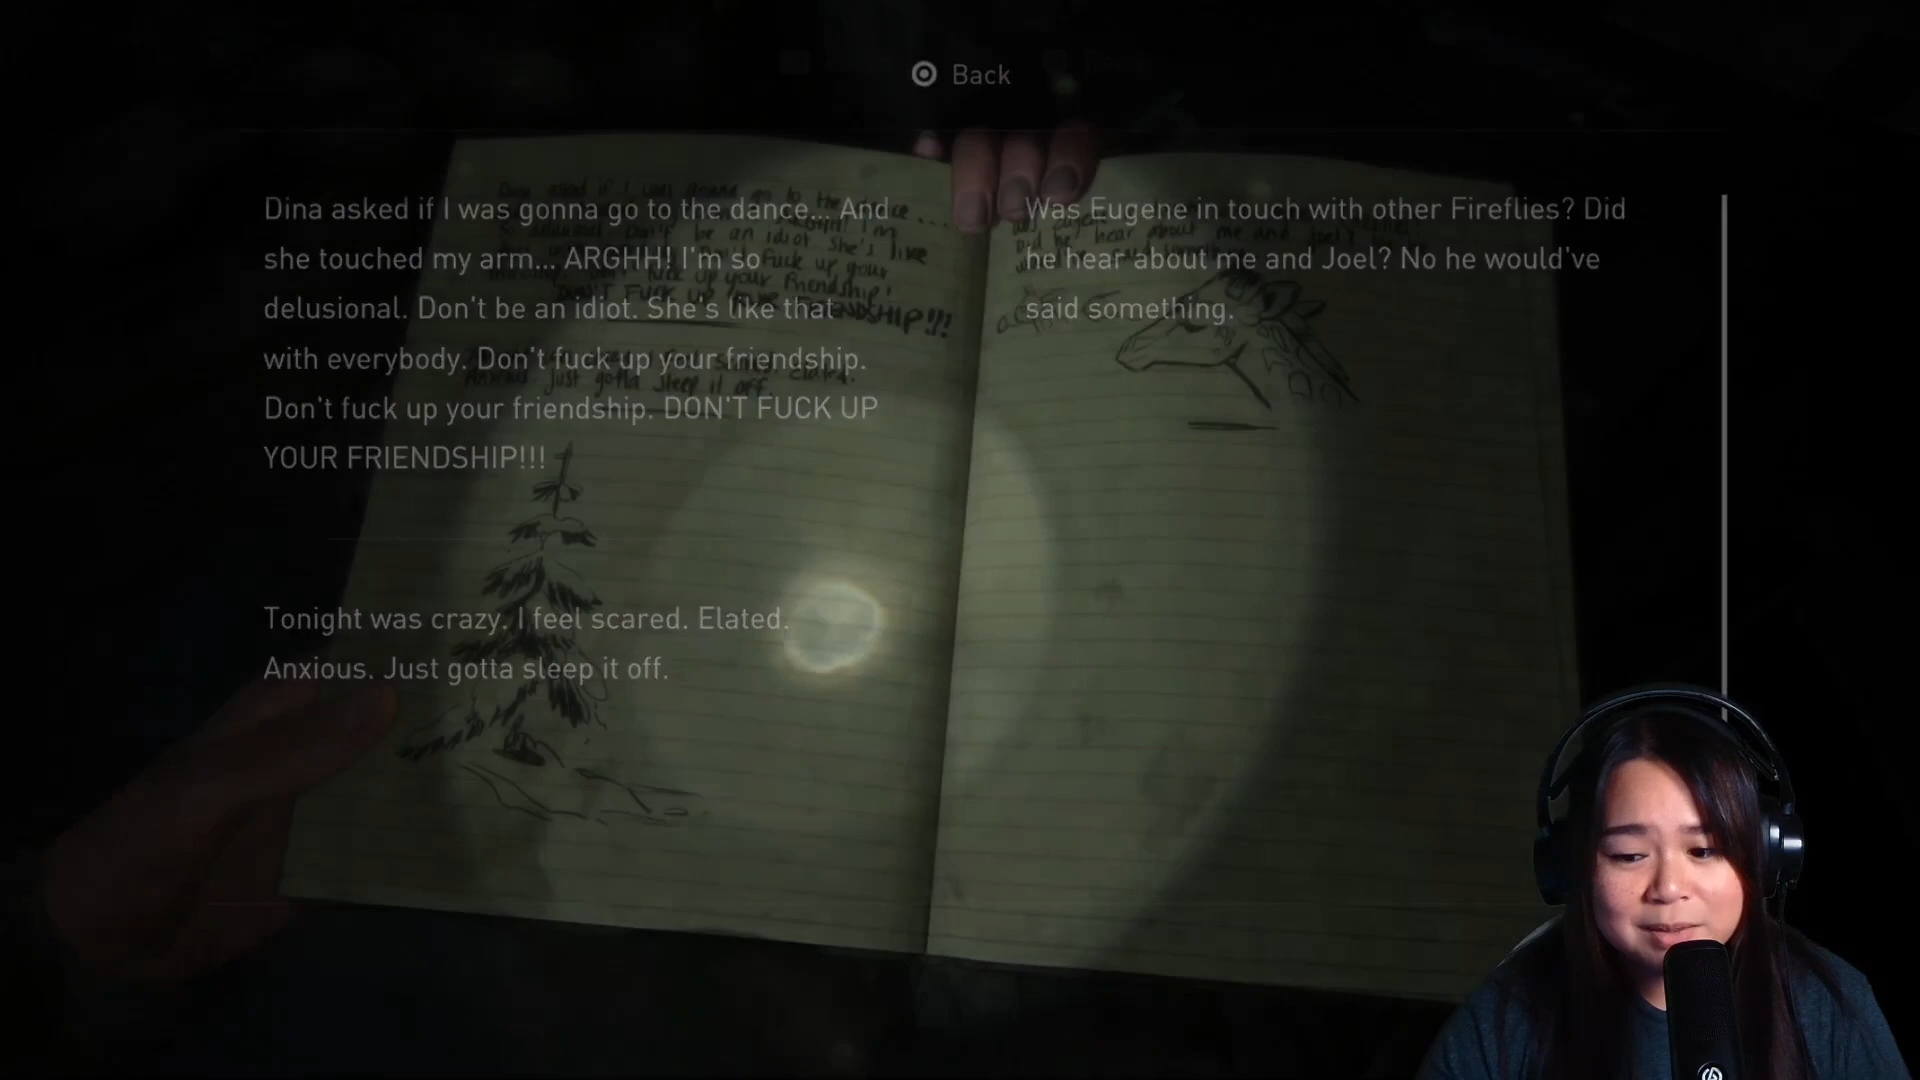 Back
Dina asked if I was gonna go to the dance... And
she touched my arm... ARGHH! I'm so
delusional. Don't be an idiot. She's like that
with everybody. Don't fuck up your friendship.
Don't fuck up your friendship. DON'T FUCK UP
YOUR FRIENDSHIP!!!
Tonight was crazy. I feel scared. Elated.
Anxious. Just gotta sleep it off.
Was Eugene in touch with other Fireflies? Did
he hear about me and Joel? No he would've
said something.